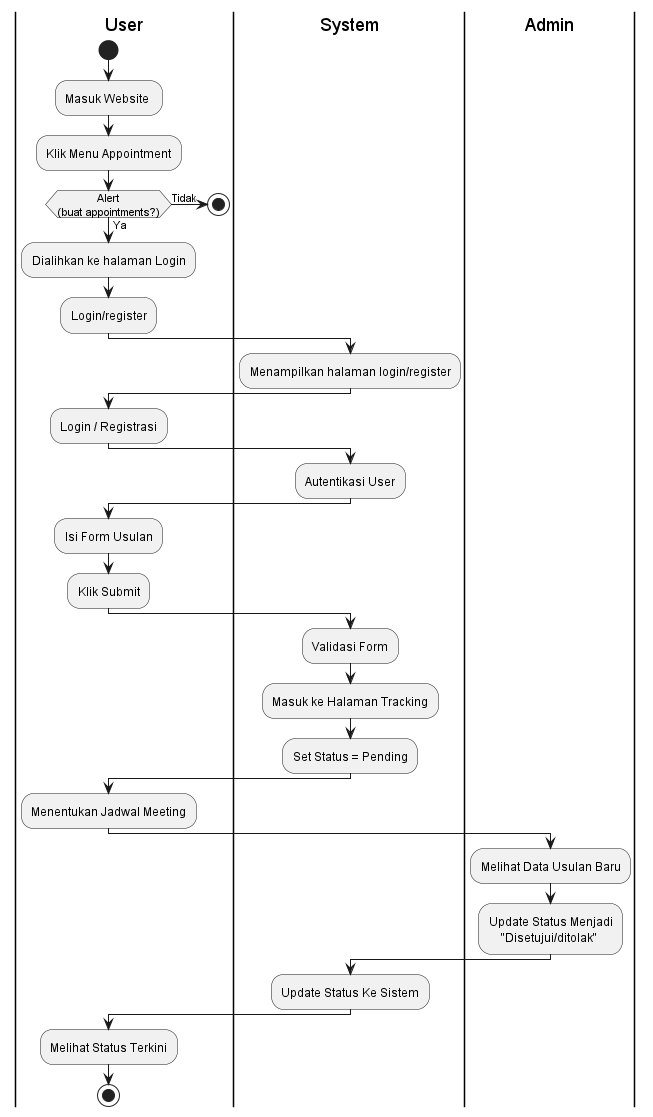 User
System
Admin
Masuk Website
Klik Menu Appointment
Alert
(buat appointments?)
Tidak
Ya
Dialihkan ke halaman Login
Login/register
Menampilkan halaman login/register
Login / Registrasi
Autentikasi User
Isi Form Usulan
Klik Submit
Validasi Form
Masuk ke Halaman Tracking
Set Status = Pending
Menentukan Jadwal Meeting
Melihat Data Usulan Baru
Update Status Menjadi
"Disetujui/ditolak"
Update Status Ke Sistem
Melihat Status Terkini